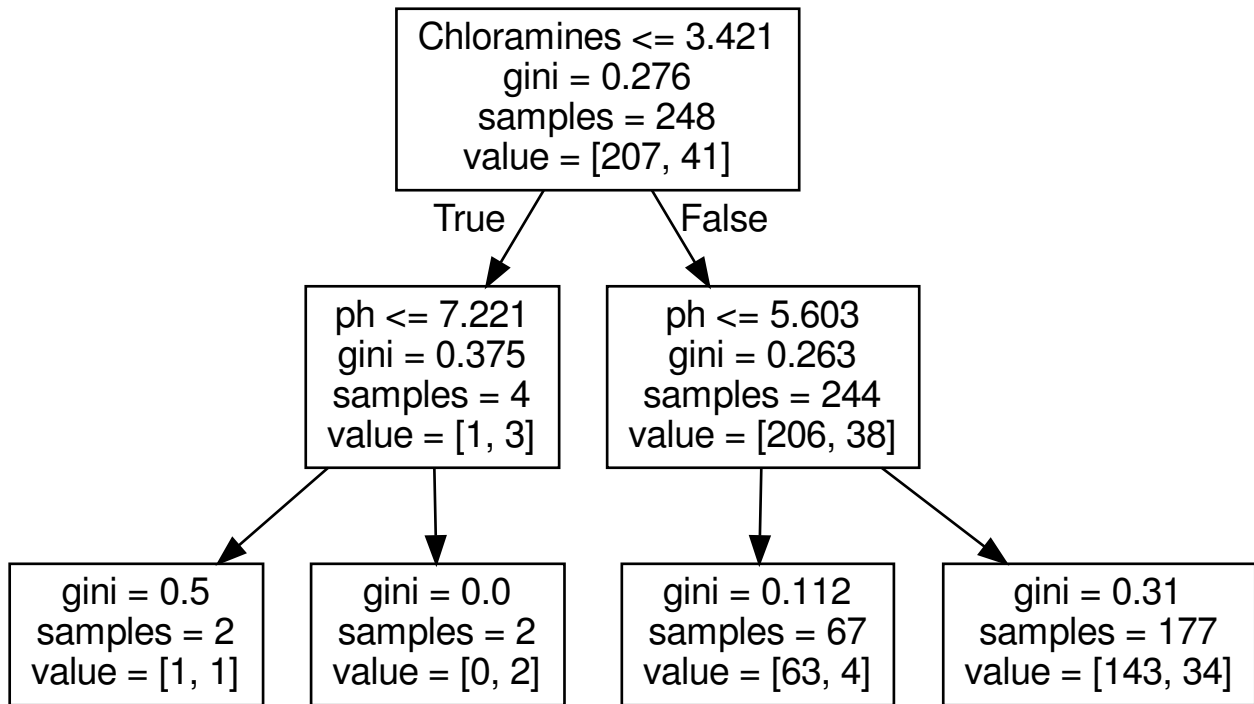 Chloramines <= 3.421
gini = 0.276
samples = 248
value = [207, 41]
True
False
ph <= 7.221
gini = 0.375
samples = 4
value = [1, 3]
ph <= 5.603
gini = 0.263
samples = 244
value = [206, 38]
gini = 0.5
samples = 2
value = [1, 1]
gini = 0.0
samples = 2
value = [0, 2]
gini = 0.112
samples = 67
value = [63, 4]
gini = 0.31
samples = 177
value = [143, 34]